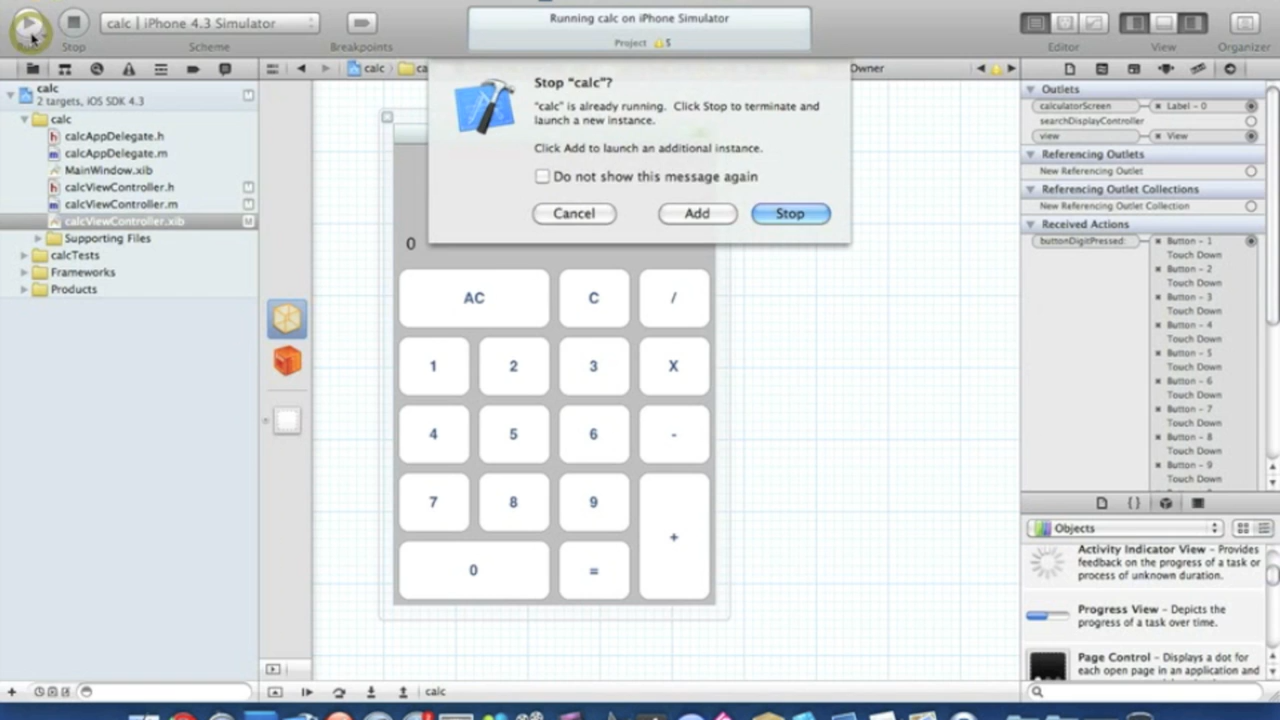 calc | iPhone 4.3 Simulator
Running calc on iPhone Simulator
Project 5
Stop
Scheme
Breakpoints
Editor
View
Organizer
calc
Owner
calc
2 targets, iOS SDK 4.3
calc
calcAppDelegate.h
calcAppDelegate.m
MainWindow.xib
calcViewController.h
calcViewController.m
calcViewController.xib
M
Supporting Files
calcTests
Frameworks
Products
Stop “calc”?
“calc” is already running. Click Stop to terminate and
launch a new instance.
Click Add to launch an additional instance.
Do not show this message again
Cancel
Add
Stop
0
AC
C
/
1
2
3
X
4
5
6
-
7
8
9
+
0
=
Outlets
calculatorScreen
Label - 0
searchDisplayController
view
View
Referencing Outlets
New Referencing Outlet
Referencing Outlet Collections
New Referencing Outlet Collection
Received Actions
buttonDigitPressed:
Button - 1
Touch Down
Button - 2
Touch Down
Button - 3
Touch Down
Button - 4
Touch Down
Button - 5
Touch Down
Button - 6
Touch Down
Button - 7
Touch Down
Button - 8
Touch Down
Button - 9
Touch Down
{ }
Objects
Activity Indicator View - Provides
feedback on the progress of a task or
process of unknown duration.
Progress View - Depicts the
progress of a task over time.
Page Control - Displays a dot for
each open page in an application and
calc